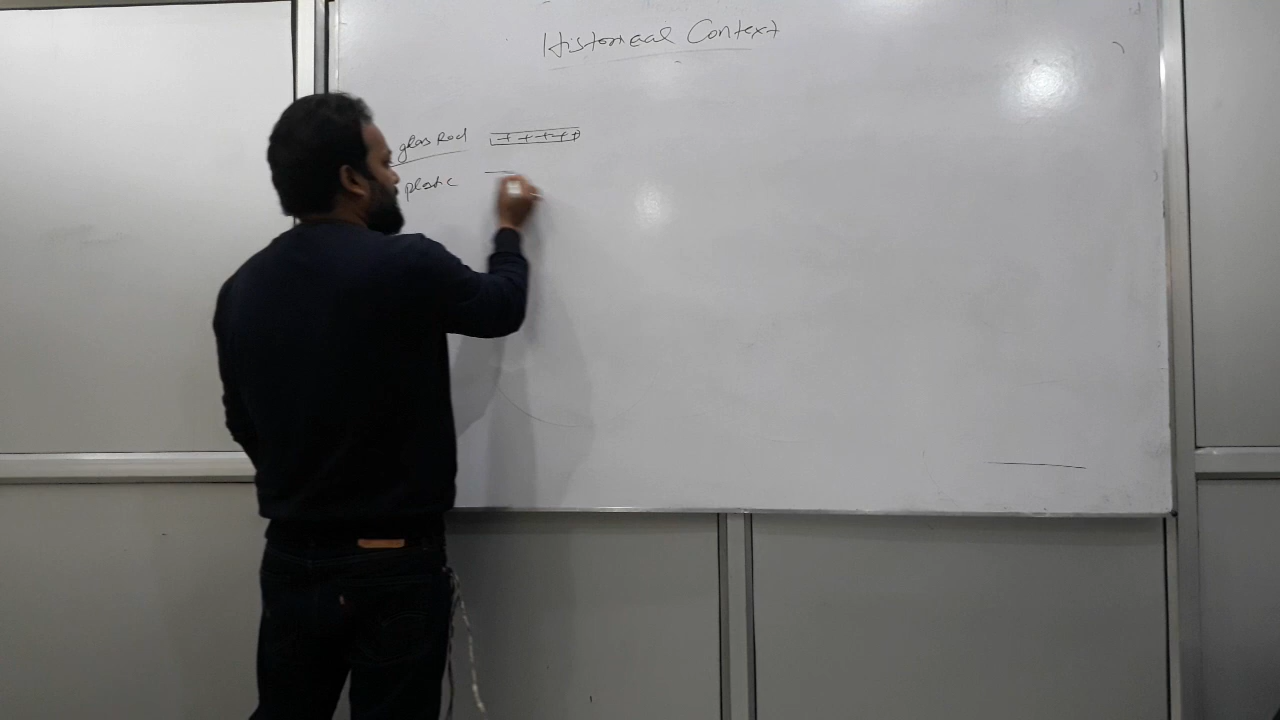 Historical Context
glass Rod + + + + +
plastic